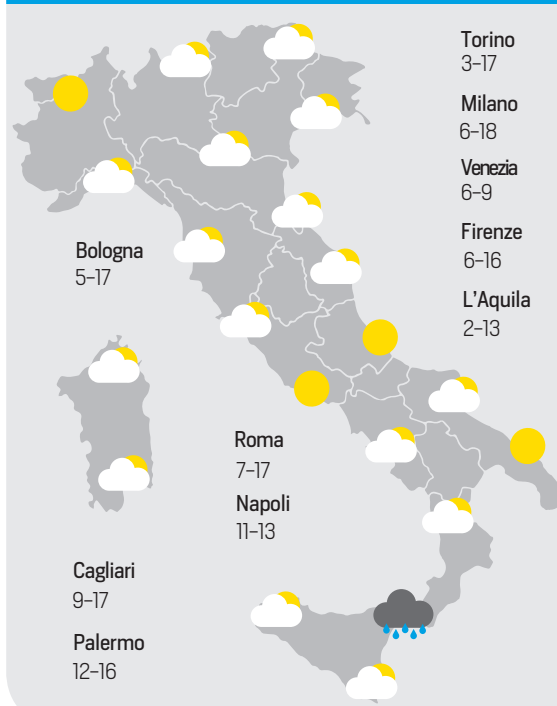 Torino
3–17
Milano
6–18
Venezia
6–9
Firenze
6–16
L'Aquila
2–13
Bologna
5–17
Roma
7–17
Napoli
11–13
Cagliari
9–17
Palermo
12–16